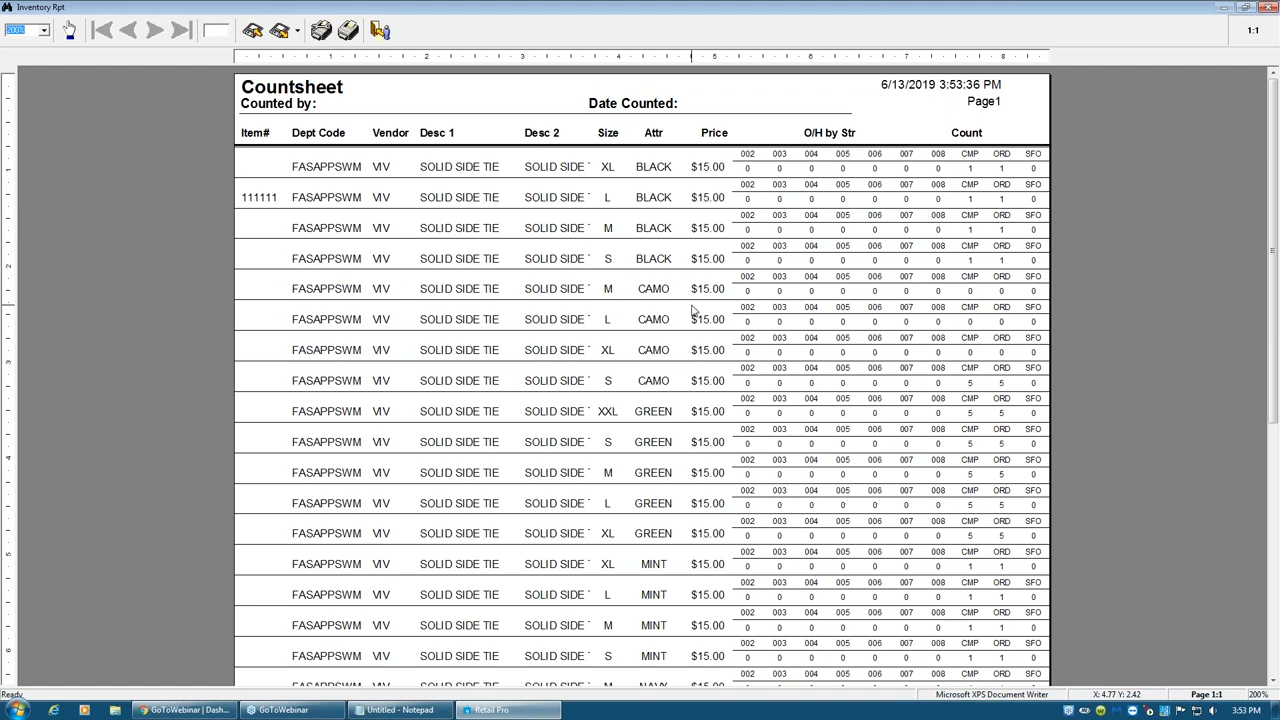 Inventory Rpt
200%
1:1
1 2 3 4 5 6 7 8
Countsheet
6/13/2019 3:53:36 PM
Counted by: Date Counted: Page1
Item# Dept Code Vendor Desc 1 Desc 2 Size Attr Price O/H by Str Count
002 003 004 005 006 007 008 CMP ORD SFO
FASAPPSWM VIV SOLID SIDE TIE SOLID SIDE XL BLACK $15.00 0 0 0 0 0 0 0 1 1 0
002 003 004 005 006 007 008 CMP ORD SFO
111111 FASAPPSWM VIV SOLID SIDE TIE SOLID SIDE L BLACK $15.00 0 0 0 0 0 0 0 1 1 0
002 003 004 005 006 007 008 CMP ORD SFO
FASAPPSWM VIV SOLID SIDE TIE SOLID SIDE M BLACK $15.00 0 0 0 0 0 0 0 1 1 0
002 003 004 005 006 007 008 CMP ORD SFO
FASAPPSWM VIV SOLID SIDE TIE SOLID SIDE S BLACK $15.00 0 0 0 0 0 0 0 1 1 0
002 003 004 005 006 007 008 CMP ORD SFO
FASAPPSWM VIV SOLID SIDE TIE SOLID SIDE M CAMO $15.00 0 0 0 0 0 0 0 0 0 0
002 003 004 005 006 007 008 CMP ORD SFO
FASAPPSWM VIV SOLID SIDE TIE SOLID SIDE L CAMO $15.00 0 0 0 0 0 0 0 0 0 0
002 003 004 005 006 007 008 CMP ORD SFO
FASAPPSWM VIV SOLID SIDE TIE SOLID SIDE XL CAMO $15.00 0 0 0 0 0 0 0 0 0 0
002 003 004 005 006 007 008 CMP ORD SFO
FASAPPSWM VIV SOLID SIDE TIE SOLID SIDE S CAMO $15.00 0 0 0 0 0 0 0 5 5 0
002 003 004 005 006 007 008 CMP ORD SFO
FASAPPSWM VIV SOLID SIDE TIE SOLID SIDE XXL GREEN $15.00 0 0 0 0 0 0 0 5 5 0
002 003 004 005 006 007 008 CMP ORD SFO
FASAPPSWM VIV SOLID SIDE TIE SOLID SIDE S GREEN $15.00 0 0 0 0 0 0 0 5 5 0
002 003 004 005 006 007 008 CMP ORD SFO
FASAPPSWM VIV SOLID SIDE TIE SOLID SIDE M GREEN $15.00 0 0 0 0 0 0 0 5 5 0
002 003 004 005 006 007 008 CMP ORD SFO
FASAPPSWM VIV SOLID SIDE TIE SOLID SIDE L GREEN $15.00 0 0 0 0 0 0 0 5 5 0
002 003 004 005 006 007 008 CMP ORD SFO
FASAPPSWM VIV SOLID SIDE TIE SOLID SIDE XL GREEN $15.00 0 0 0 0 0 0 0 5 5 0
002 003 004 005 006 007 008 CMP ORD SFO
FASAPPSWM VIV SOLID SIDE TIE SOLID SIDE XL MINT $15.00 0 0 0 0 0 0 0 1 1 0
002 003 004 005 006 007 008 CMP ORD SFO
FASAPPSWM VIV SOLID SIDE TIE SOLID SIDE L MINT $15.00 0 0 0 0 0 0 0 1 1 0
002 003 004 005 006 007 008 CMP ORD SFO
FASAPPSWM VIV SOLID SIDE TIE SOLID SIDE M MINT $15.00 0 0 0 0 0 0 0 1 1 0
002 003 004 005 006 007 008 CMP ORD SFO
FASAPPSWM VIV SOLID SIDE TIE SOLID SIDE S MINT $15.00 0 0 0 0 0 0 0 1 1 0
002 003 004 005 006 007 008 CMP ORD SFO
FASAPPSWM VIV SOLID SIDE TIE SOLID SIDE M NAVY $15.00
Ready Microsoft XPS Document Writer X: 4.77 Y: 2.42 Page 1:1 200%
GoToWebinar | Dash... GoToWebinar Untitled - Notepad Retail Pro 3:53 PM